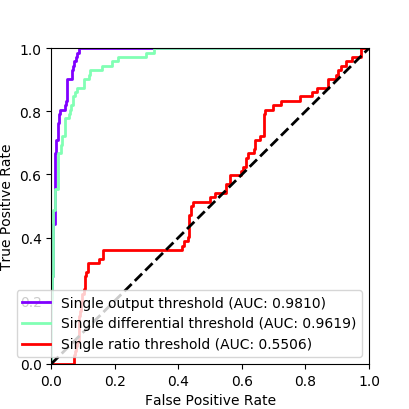 1.0
0.8
0.6
0.4
0.2
0.0
True Positive Rate
Single output threshold (AUC: 0.9810)
Single differential threshold (AUC: 0.9619)
Single ratio threshold (AUC: 0.5506)
0.0 0.2 0.4 0.6 0.8 1.0
False Positive Rate